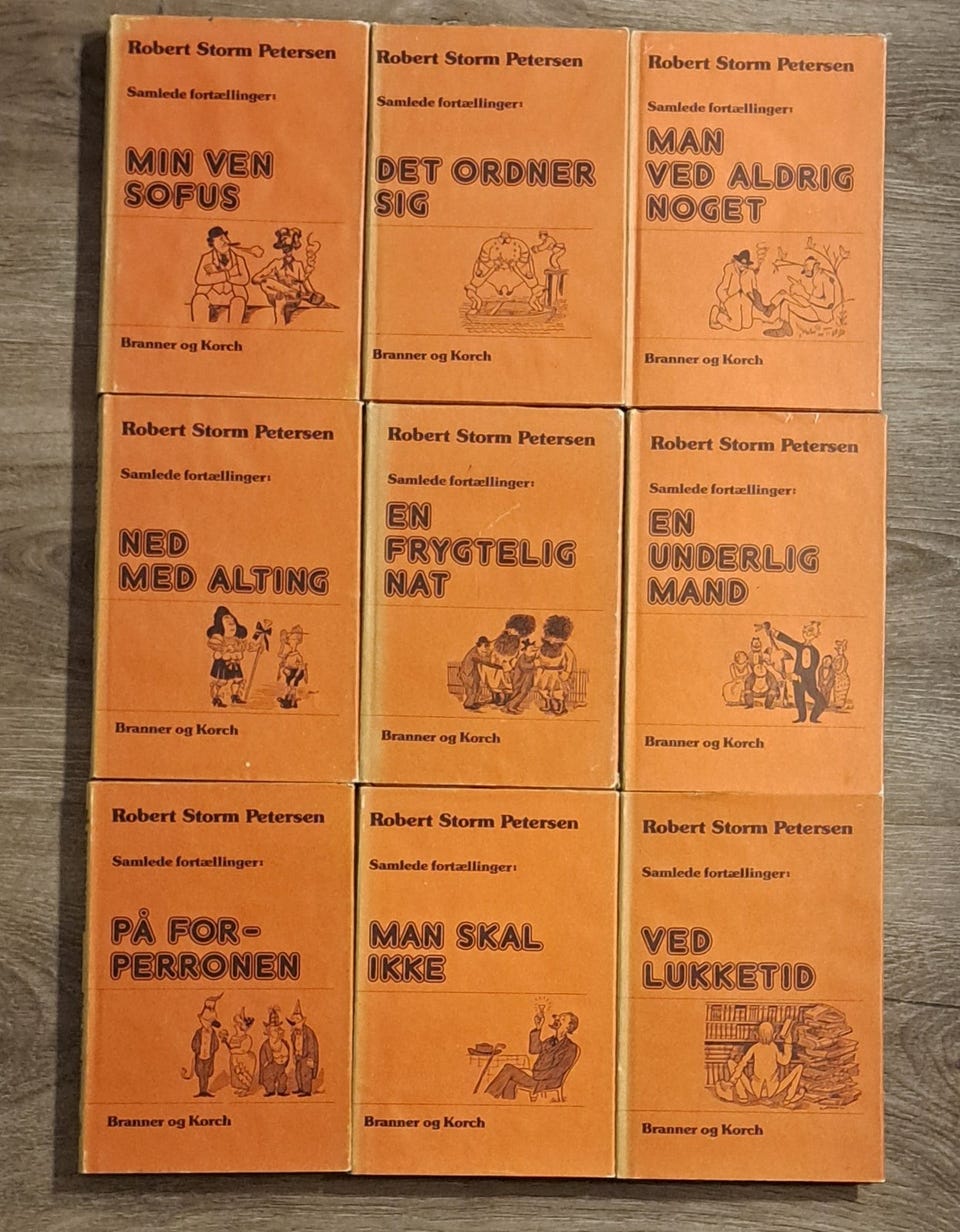 Robert Storm Petersen
Samlede fortællinger:
MIN VEN
SOFUS
Branner og Korch
Robert Storm Petersen
Samlede fortællinger:
DET ORDNER
SIG
Branner og Korch
Robert Storm Petersen
Samlede fortællinger:
MAN
VED ALDRIG
NOGET
Branner og Korch
Robert Storm Petersen
Samlede fortællinger:
NED
MED ALTING
Branner og Korch
Robert Storm Petersen
Samlede fortællinger:
EN
FRYGTELIG
NAT
Branner og Korch
Robert Storm Petersen
Samlede fortællinger:
EN
UNDERLIG
MAND
Branner og Korch
Robert Storm Petersen
Samlede fortællinger:
PÅ FOR-
PERRONEN
Branner og Korch
Robert Storm Petersen
Samlede fortællinger:
MAN SKAL
IKKE
Branner og Korch
Robert Storm Petersen
Samlede fortællinger:
VED
LUKKETID
Branner og Korch